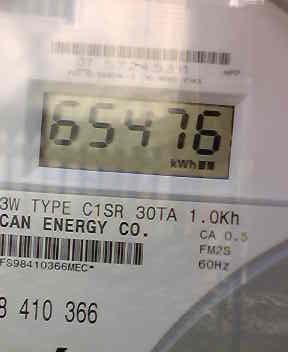 65476
kWh
3W TYPE C1SR 30TA 1.0Kh
CAN ENERGY CO.
CA 0.5
FM2S
60Hz
FS98410366MEC*
8 410 366